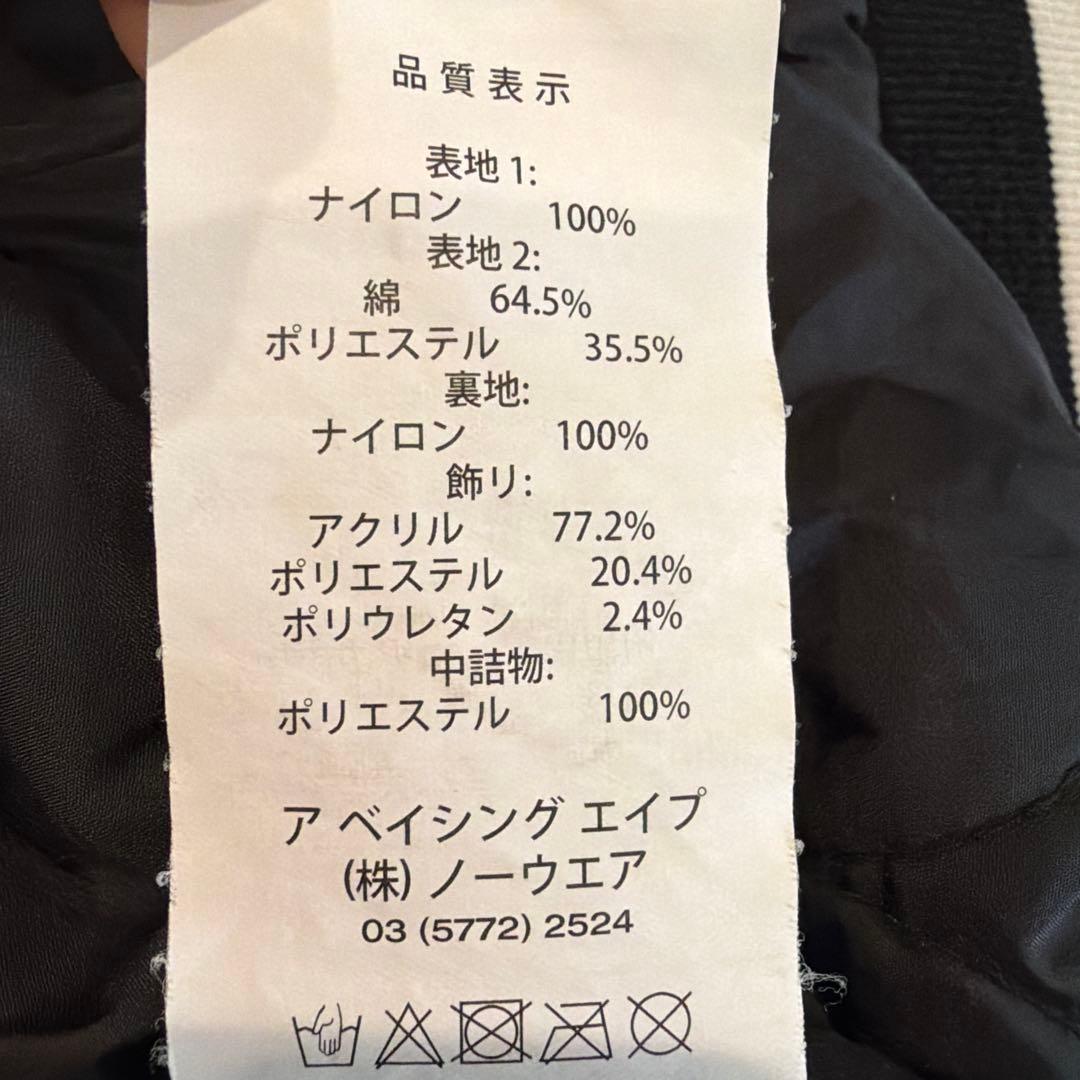 品質表示
表地 1:
ナイロン 100%
表地 2:
綿 64.5%
ポリエステル 35.5%
裏地:
ナイロン 100%
飾り:
アクリル 77.2%
ポリエステル 20.4%
ポリウレタン 2.4%
中詰物:
ポリエステル 100%
ア ベイシング エイプ
(株) ノーウエア
03 (5772) 2524